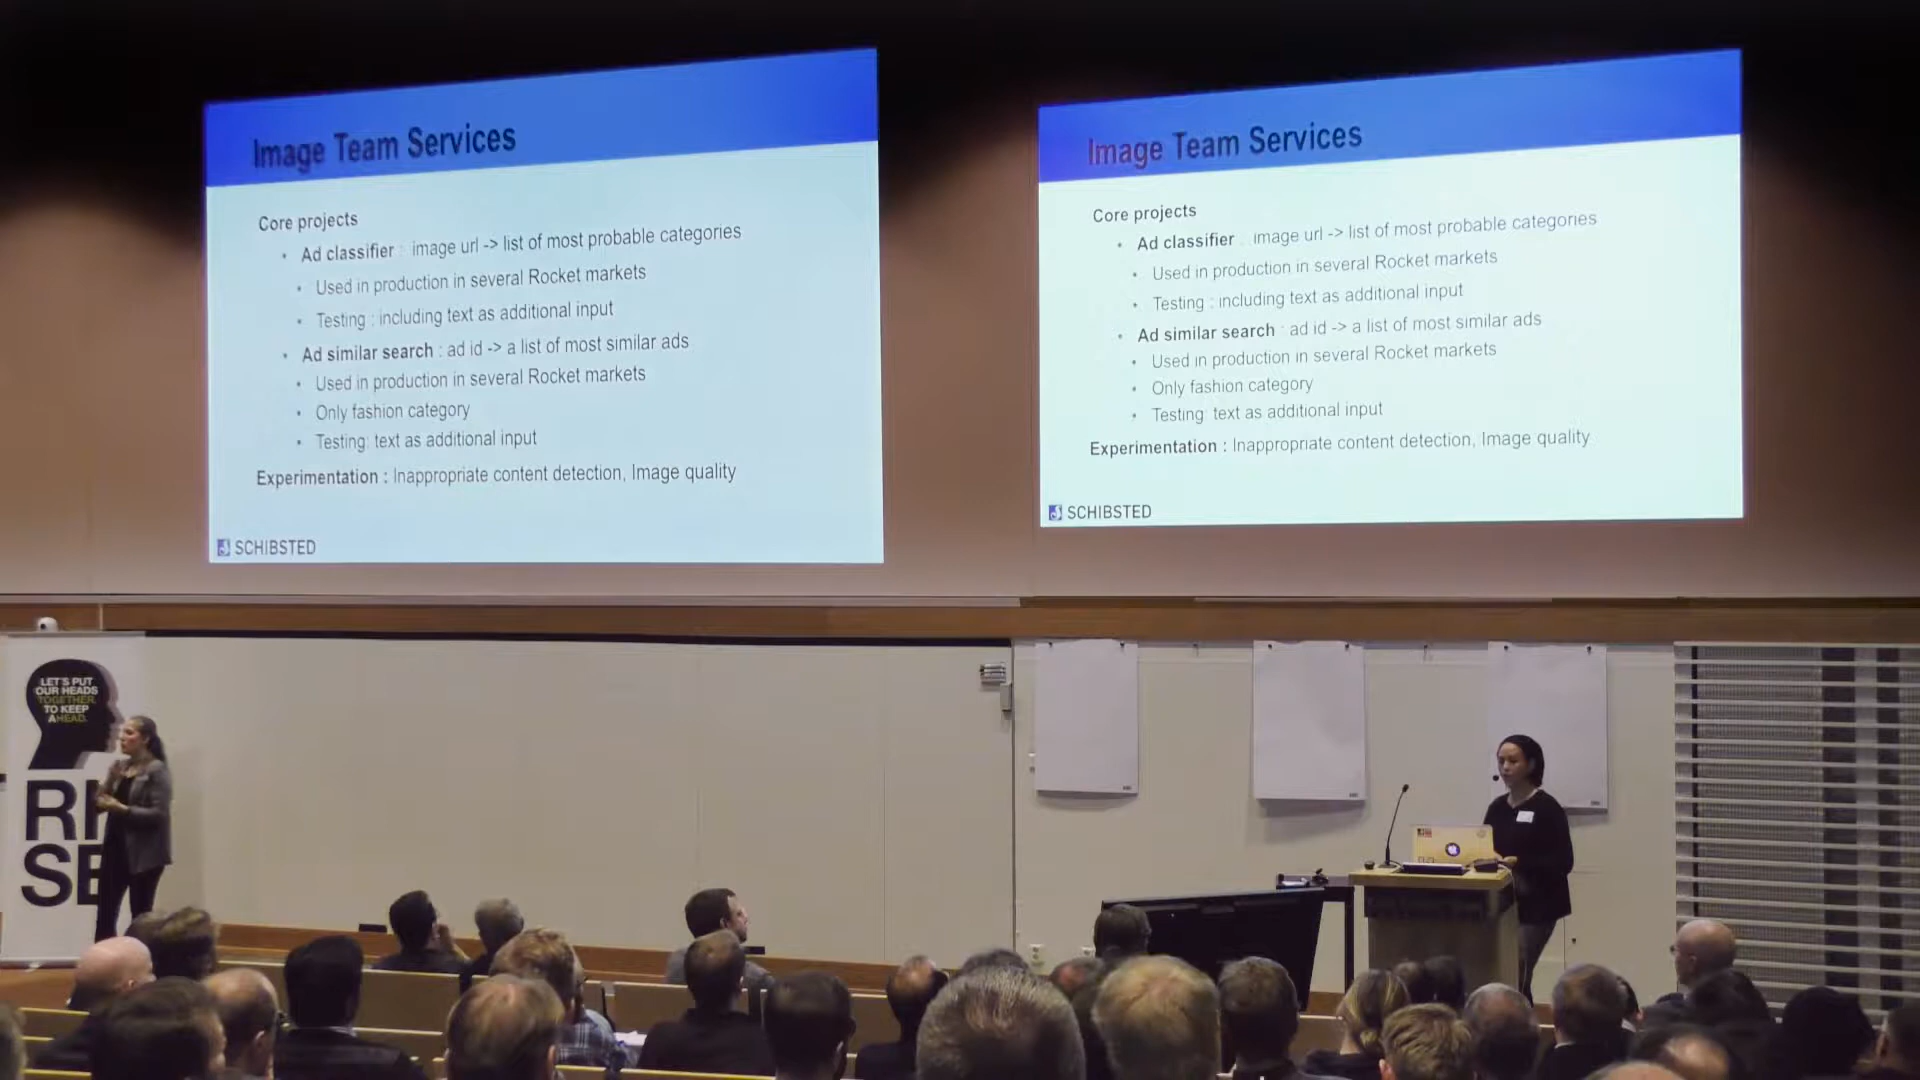 Image Team Services
Core projects
• Ad classifier : image url -> list of most probable categories
• Used in production in several Rocket markets
• Testing : including text as additional input
• Ad similar search : ad id -> a list of most similar ads
• Used in production in several Rocket markets
• Only fashion category
• Testing: text as additional input
Experimentation : Inappropriate content detection, Image quality
SCHIBSTED
Image Team Services
Core projects
• Ad classifier : image url -> list of most probable categories
• Used in production in several Rocket markets
• Testing : including text as additional input
• Ad similar search : ad id -> a list of most similar ads
• Used in production in several Rocket markets
• Only fashion category
• Testing: text as additional input
Experimentation : Inappropriate content detection, Image quality
SCHIBSTED
LET'S PUT
OUR HEADS
TOGETHER
TO KEEP
AHEAD.
RI
SE